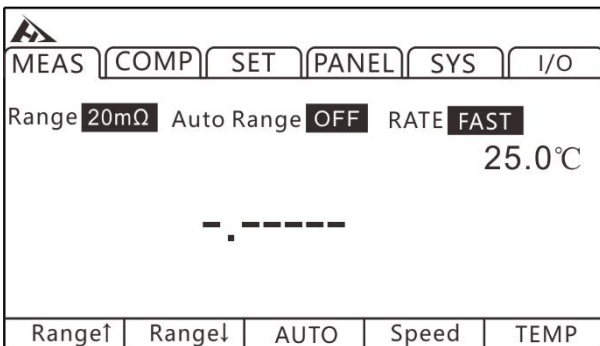 MEAS COMP SET PANEL SYS I/O
Range 20mΩ Auto Range OFF RATE FAST
25.0℃
-.-----
Range↑ Range↓ AUTO Speed TEMP